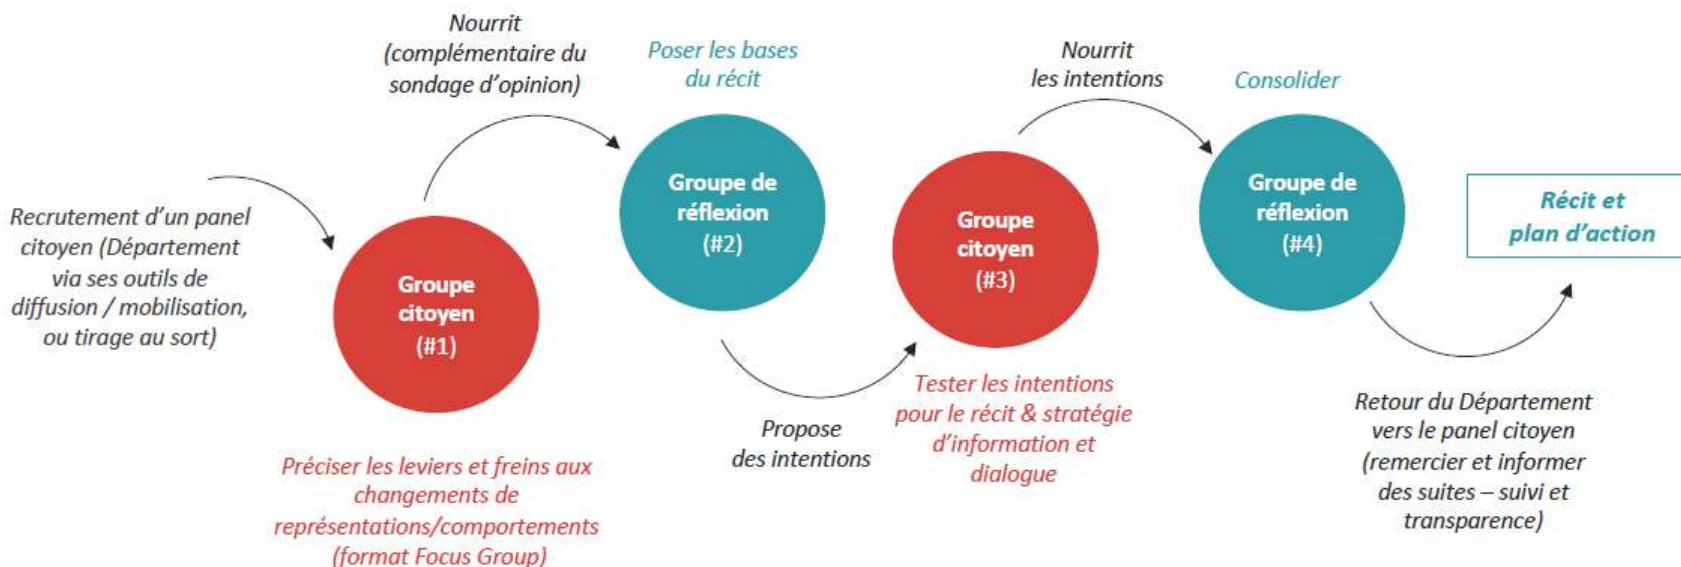 Recrutement d’un panel
citoyen (Département
via ses outils de
diffusion / mobilisation,
ou tirage au sort)
Groupe
citoyen
(#1)
Préciser les leviers et freins aux
changements de
représentations/comportements
(format Focus Group)
Nourrit
(complémentaire du
sondage d’opinion)
Poser les bases
du récit
Groupe de
réflexion
(#2)
Propose
des intentions
Groupe
citoyen
(#3)
Tester les intentions
pour le récit & stratégie
d’information et
dialogue
Nourrit
les intentions
Consolider
Groupe de
réflexion
(#4)
Retour du Département
vers le panel citoyen
(remercier et informer
des suites – suivi et
transparence)
Récit et
plan d’action